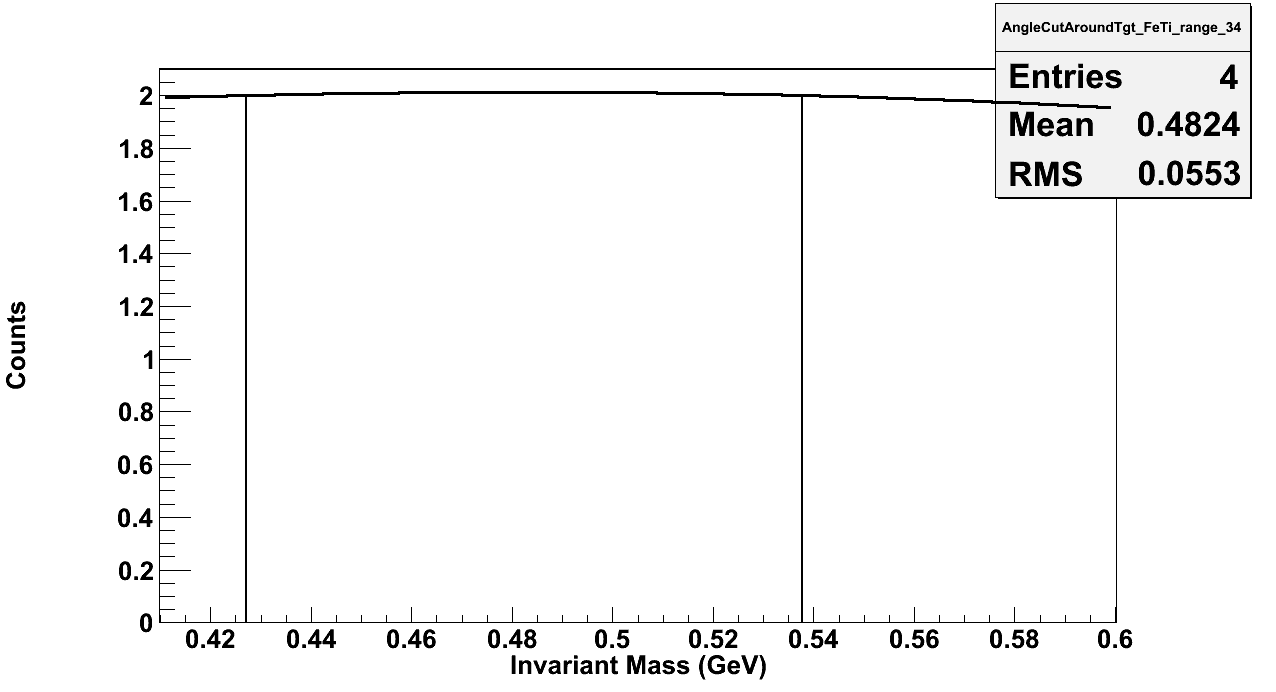 AngleCutAroundTgt_FeTi_range_34
Entries 4
Mean 0.4824
RMS 0.0553
Counts
2
1.8
1.6
1.4
1.2
1
0.8
0.6
0.4
0.2
0
0.42 0.44 0.46 0.48 0.5 0.52 0.54 0.56 0.58 0.6
Invariant Mass (GeV)